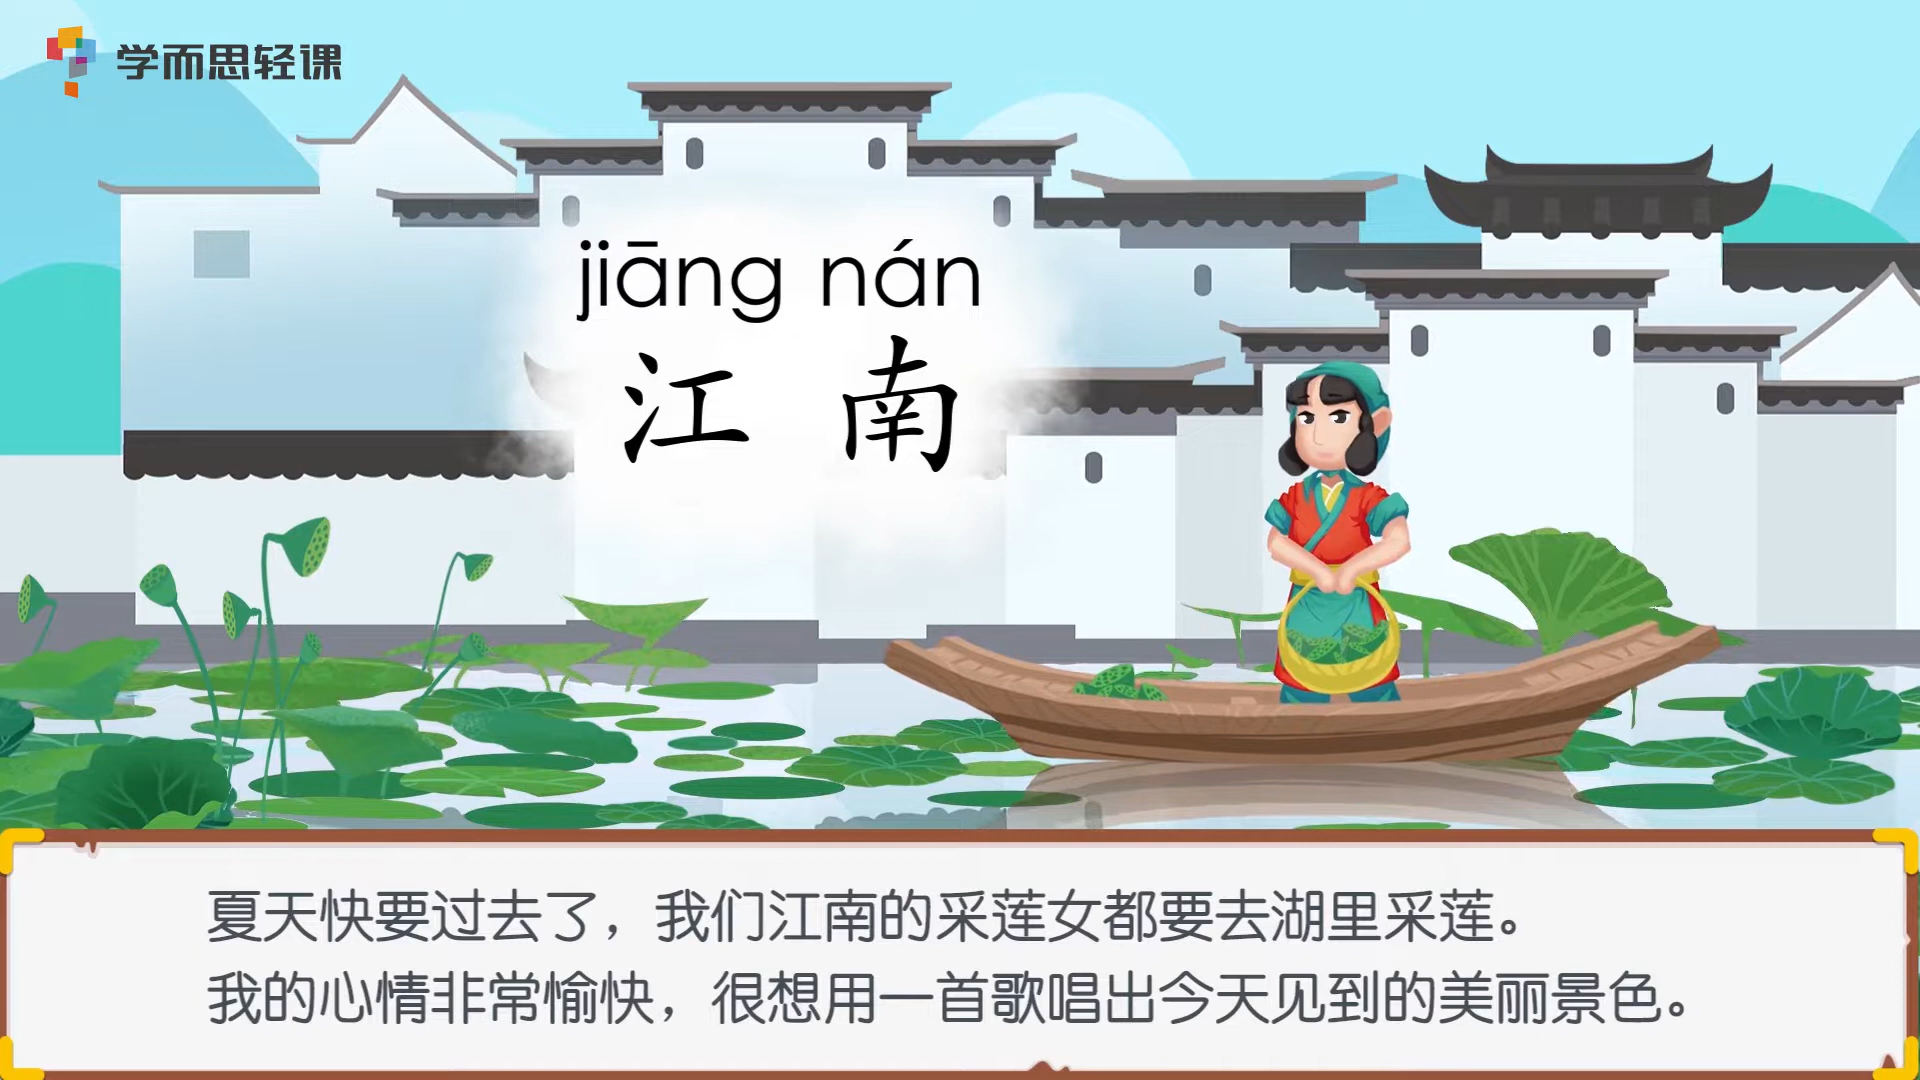 学而思轻课
jiāng nán
江南
夏天快要过去了，我们江南的采莲女都要去湖里采莲。
我的心情非常愉快，很想用一首歌唱出今天见到的美丽景色。